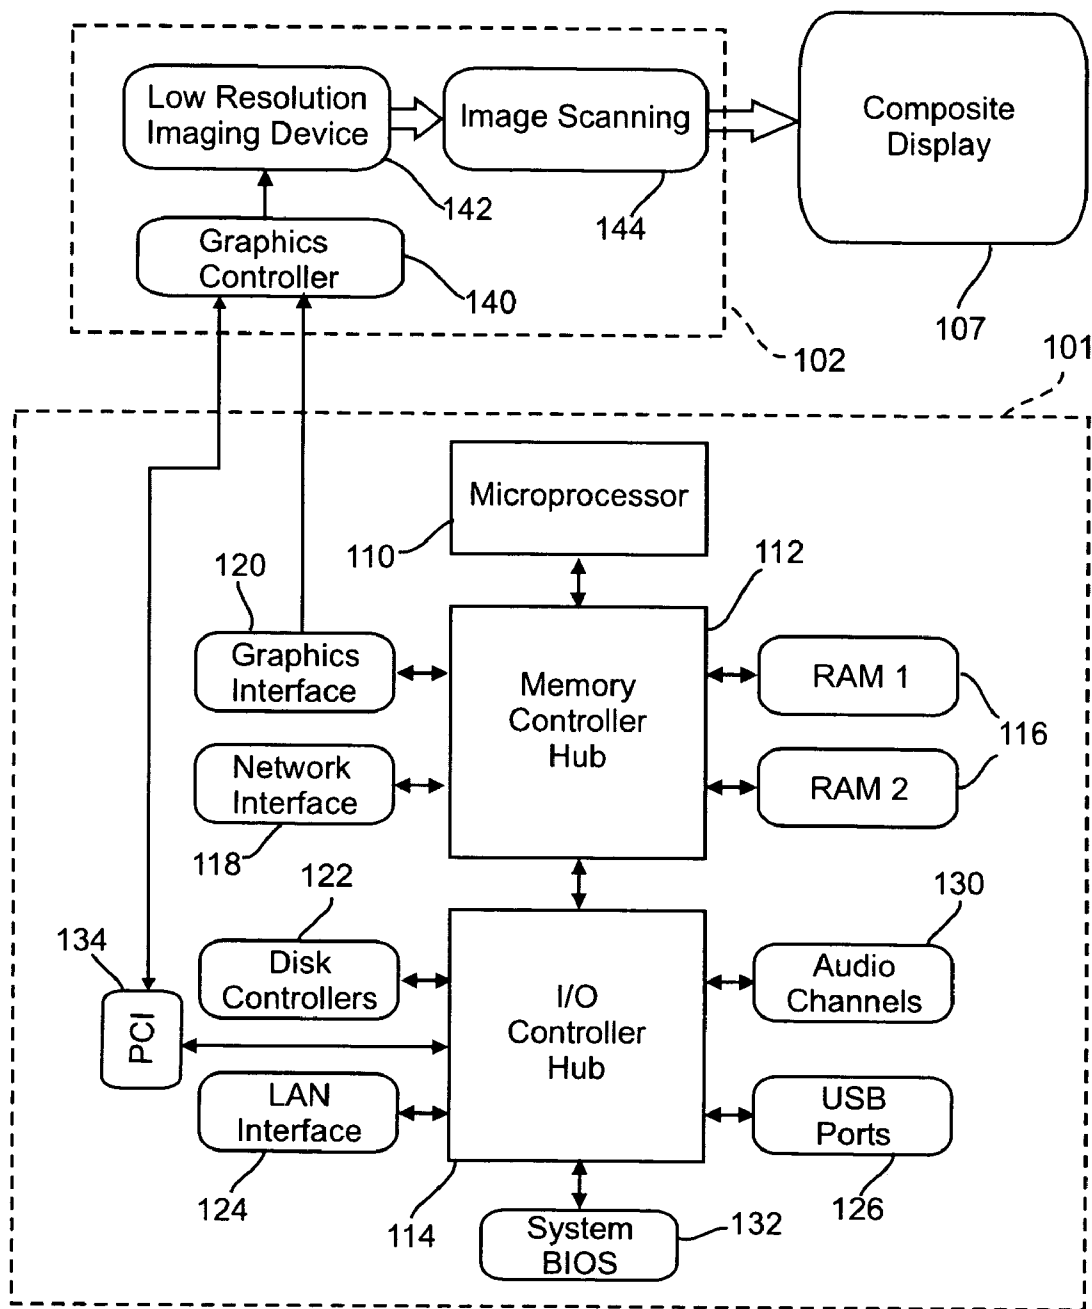 Low Resolution
Imaging Device
Image Scanning
Composite
Display
142
144
Graphics
Controller
140
107
102
101
Microprocessor
110
120
112
Graphics
Interface
Memory
Controller
Hub
RAM 1
116
Network
Interface
RAM 2
118
122
130
134
Disk
Controllers
Audio
Channels
I/O
Controller
Hub
PCI
LAN
Interface
USB
Ports
124
114
126
System
BIOS
132